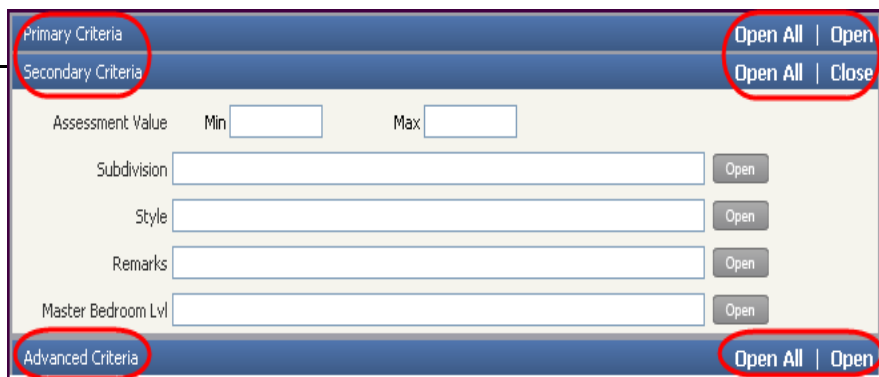 Primary Criteria Open All | Open
Secondary Criteria Open All | Close
Assessment Value Min Max
Subdivision Open
Style Open
Remarks Open
Master Bedroom Lvl Open
Advanced Criteria Open All | Open